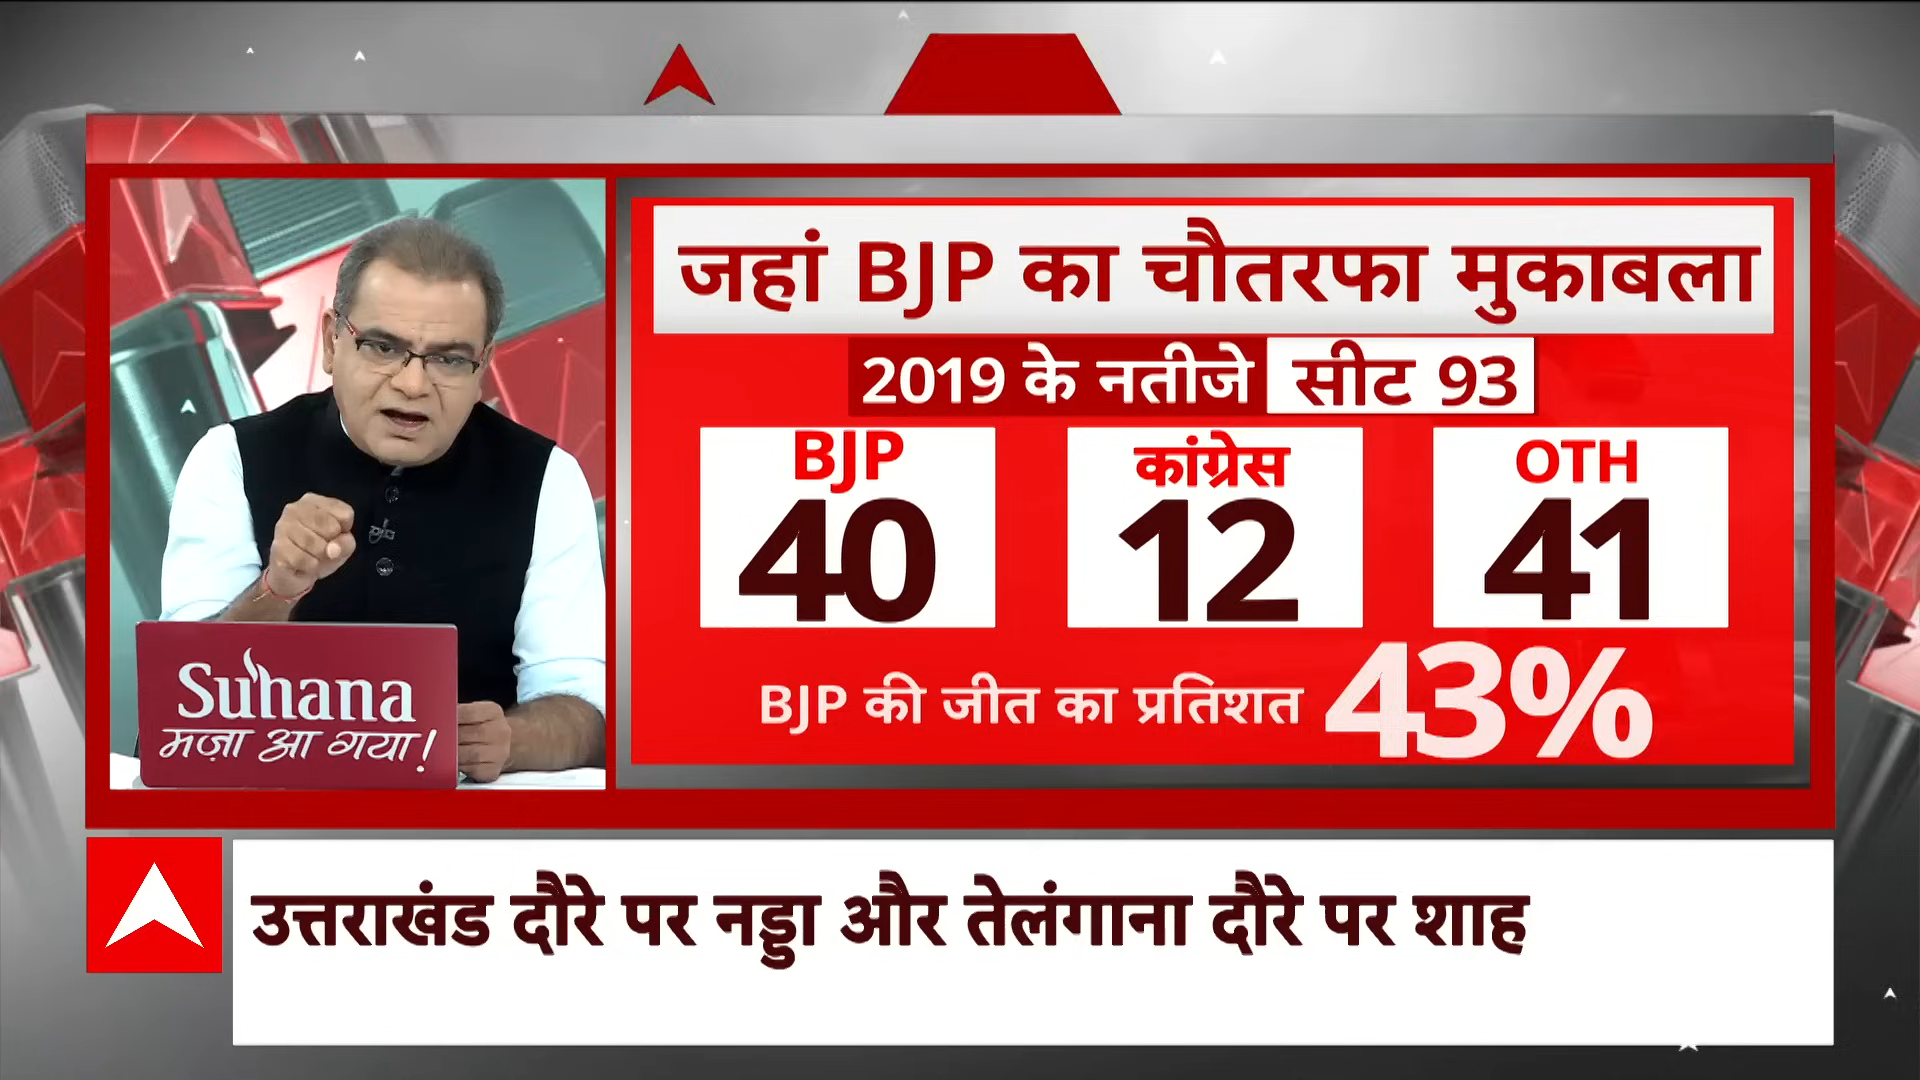 जहां BJP का चौतरफा मुकाबला
2019 के नतीजे सीट 93
BJP
40
कांग्रेस
12
OTH
41
BJP की जीत का प्रतिशत 43%
Suhana
मज़ा आ गया!
उत्तराखंड दौरे पर नड्डा और तेलंगाना दौरे पर शाह